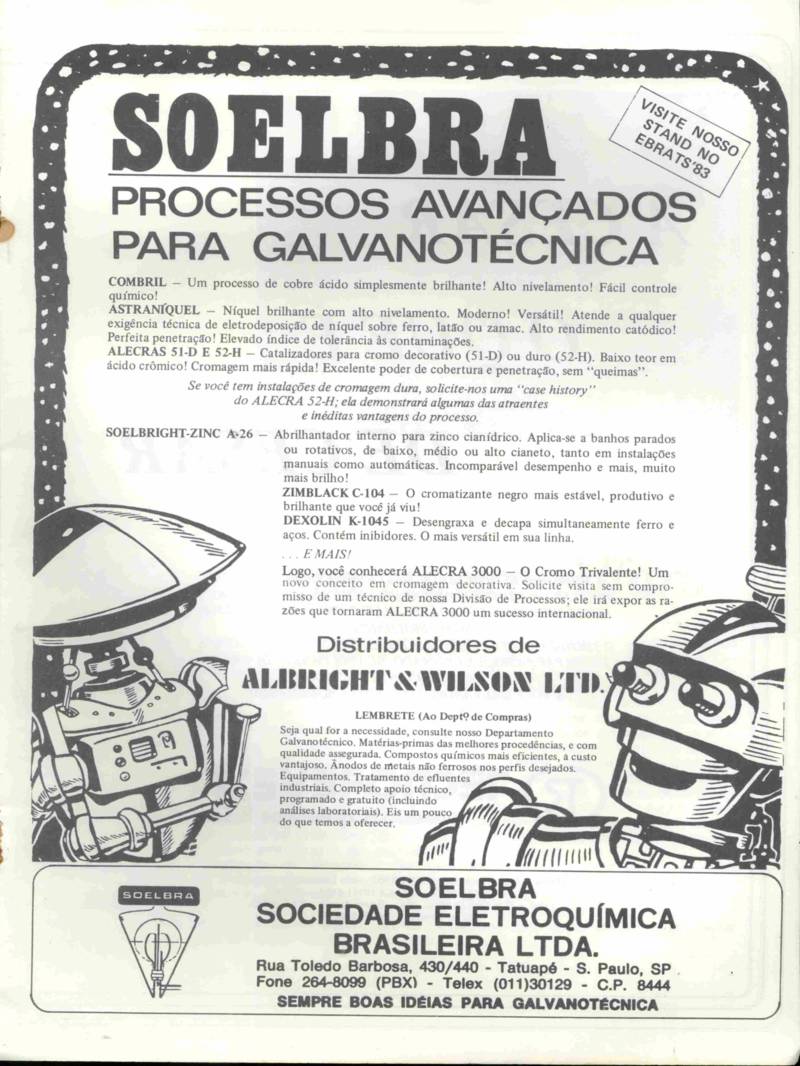 SOELBRA
VISITE NOSSO
STAND NO
EBRATS'83
PROCESSOS AVANÇADOS
PARA GALVANOTÉCNICA
COMBRIL — Um processo de cobre ácido simplesmente brilhante! Alto nivelamento! Fácil controle
químico!
ASTRANÍQUEL — Níquel brilhante com alto nivelamento. Moderno! Versátil! Atende a qualquer
exigência técnica de eletrodeposição de níquel sobre ferro, latão ou zamac. Alto rendimento catódico!
Perfeita penetração! Elevado índice de tolerância às contaminações.
ALECRAS 51-D E 52-H — Catalizadores para cromo decorativo (51-D) ou duro (52-H). Baixo teor em
ácido crômico! Cromagem mais rápida! Excelente poder de cobertura e penetração, sem "queimas".
Se você tem instalações de cromagem dura, solicite-nos uma "case history"
do ALECRA 52-H; ela demonstrará algumas das atraentes
e inéditas vantagens do processo.
SOELBRIGHT-ZINC A-26 — Abrilhantador interno para zinco cianídrico. Aplica-se a banhos parados
ou rotativos, de baixo, médio ou alto cianeto, tanto em instalações
manuais como automáticas. Incomparável desempenho e mais, muito
mais brilho!
ZIMBLACK C-104 — O cromatizante negro mais estável, produtivo e
brilhante que você já viu!
DEXOLIN K-1045 — Desengraxa e decapa simultaneamente ferro e
aços. Contém inibidores. O mais versátil em sua linha.
... E MAIS!
Logo, você conhecerá ALECRA 3000 — O Cromo Trivalente! Um
novo conceito em cromagem decorativa. Solicite visita sem compro-
misso de um técnico de nossa Divisão de Processos; ele irá expor as ra-
zões que tornaram ALECRA 3000 um sucesso internacional.
Distribuidores de
ALBRIGHT & WILSON LTD.
LEMBRETE (Ao Deptº de Compras)
Seja qual for a necessidade, consulte nosso Departamento
Galvanotécnico. Matérias-primas das melhores procedências, e com
qualidade assegurada. Compostos químicos mais eficientes, a custo
vantajoso. Ânodos de metais não ferrosos nos perfis desejados.
Equipamentos. Tratamento de efluentes
industriais. Completo apoio técnico,
programado e gratuito (incluindo
análises laboratoriais). Eis um pouco
do que temos a oferecer.
SOELBRA
SOELBRA
SOCIEDADE ELETROQUÍMICA
BRASILEIRA LTDA.
Rua Toledo Barbosa, 430/440 - Tatuapé - S. Paulo, SP
Fone 264-8099 (PBX) - Telex (011)30129 - C.P. 8444
SEMPRE BOAS IDÉIAS PARA GALVANOTÉCNICA